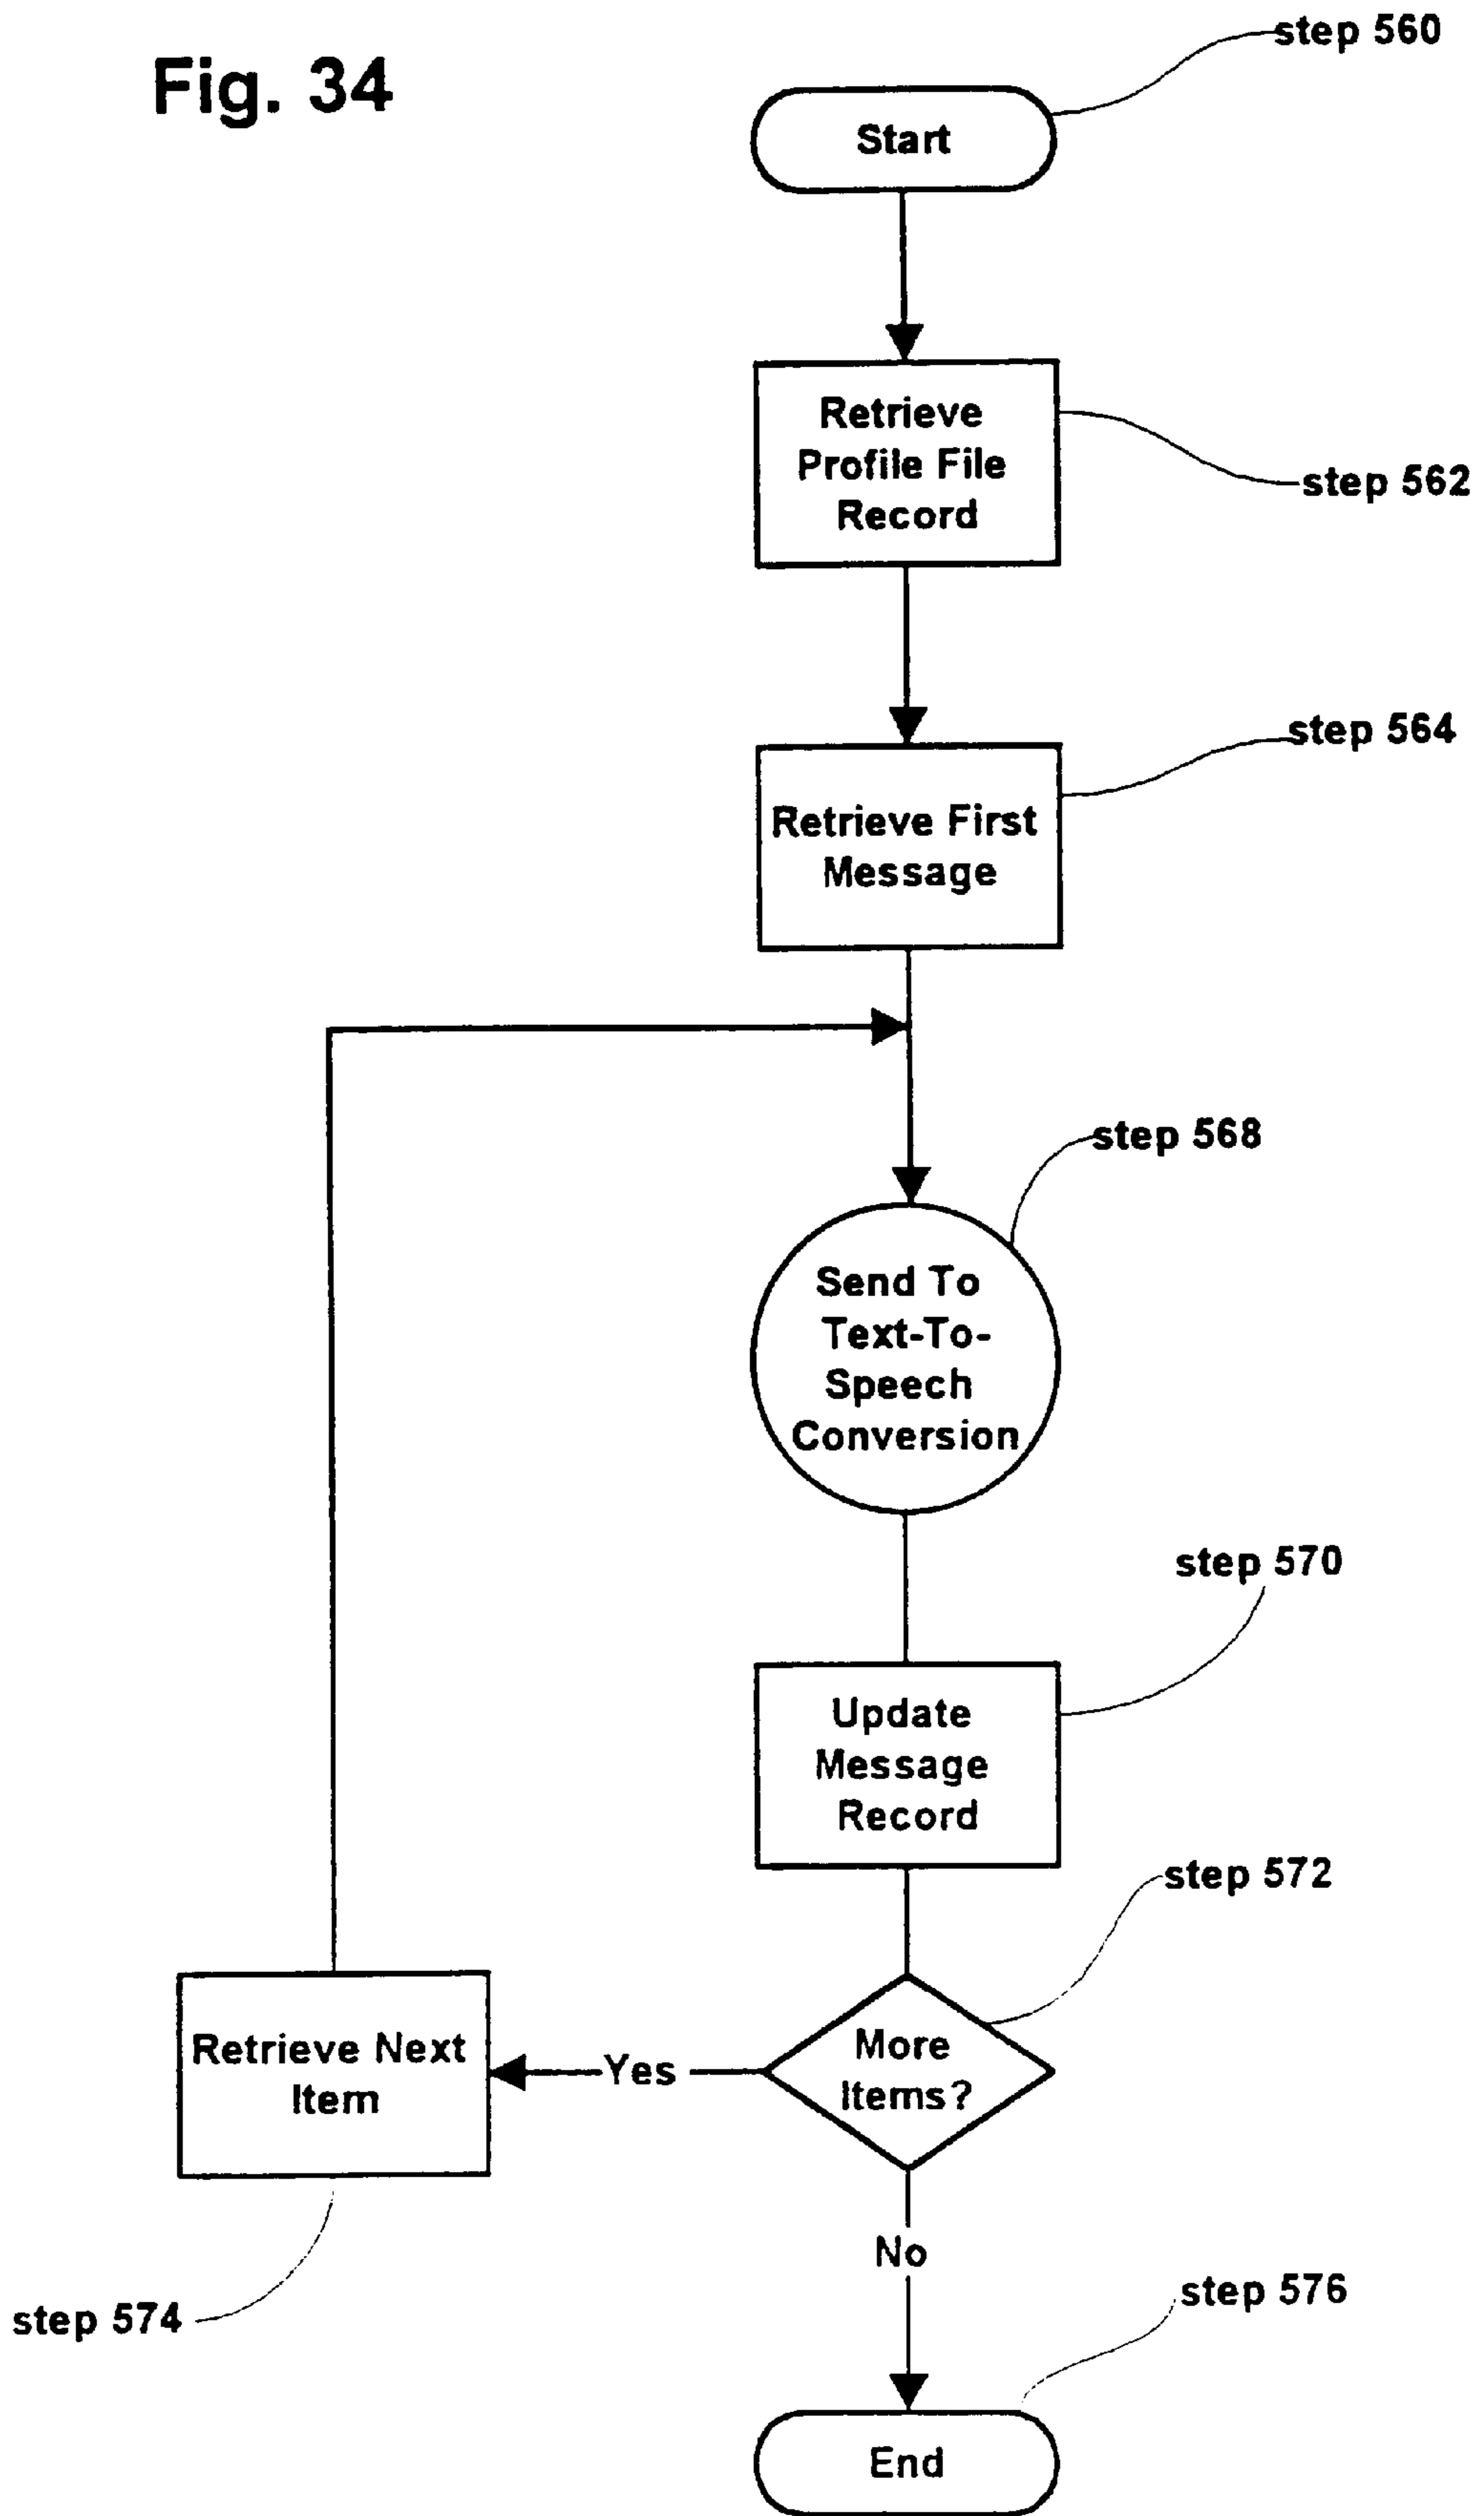 Fig. 34
step 560
Start
Retrieve
Profile File
Record
step 562
step 564
Retrieve First
Message
step 568
Send To
Text-To-
Speech
Conversion
step 570
Update
Message
Record
step 572
More
Items?
Yes
Retrieve Next
Item
No
step 574
step 576
End